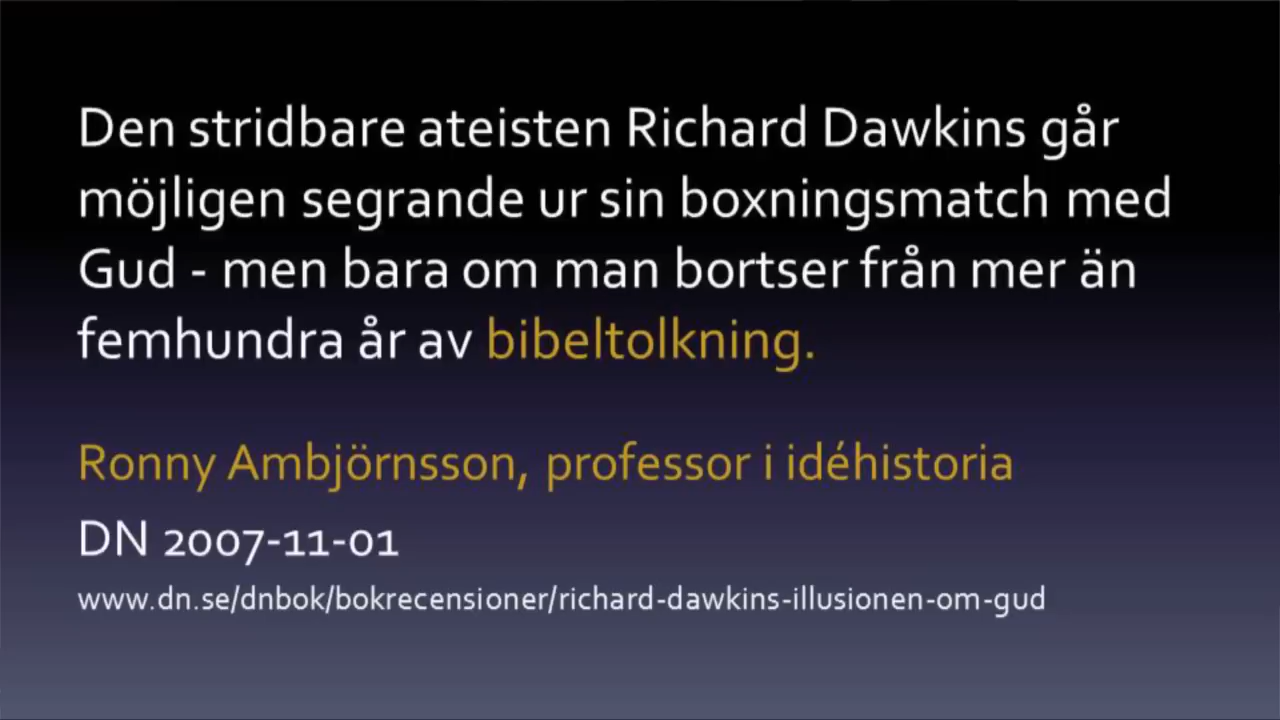 Den stridbare ateisten Richard Dawkins går
möjligen segrande ur sin boxningsmatch med
Gud - men bara om man bortser från mer än
femhundra år av bibeltolkning.
Ronny Ambjörnsson, professor i idéhistoria
DN 2007-11-01
www.dn.se/dnbok/bokrecensioner/richard-dawkins-illusionen-om-gud